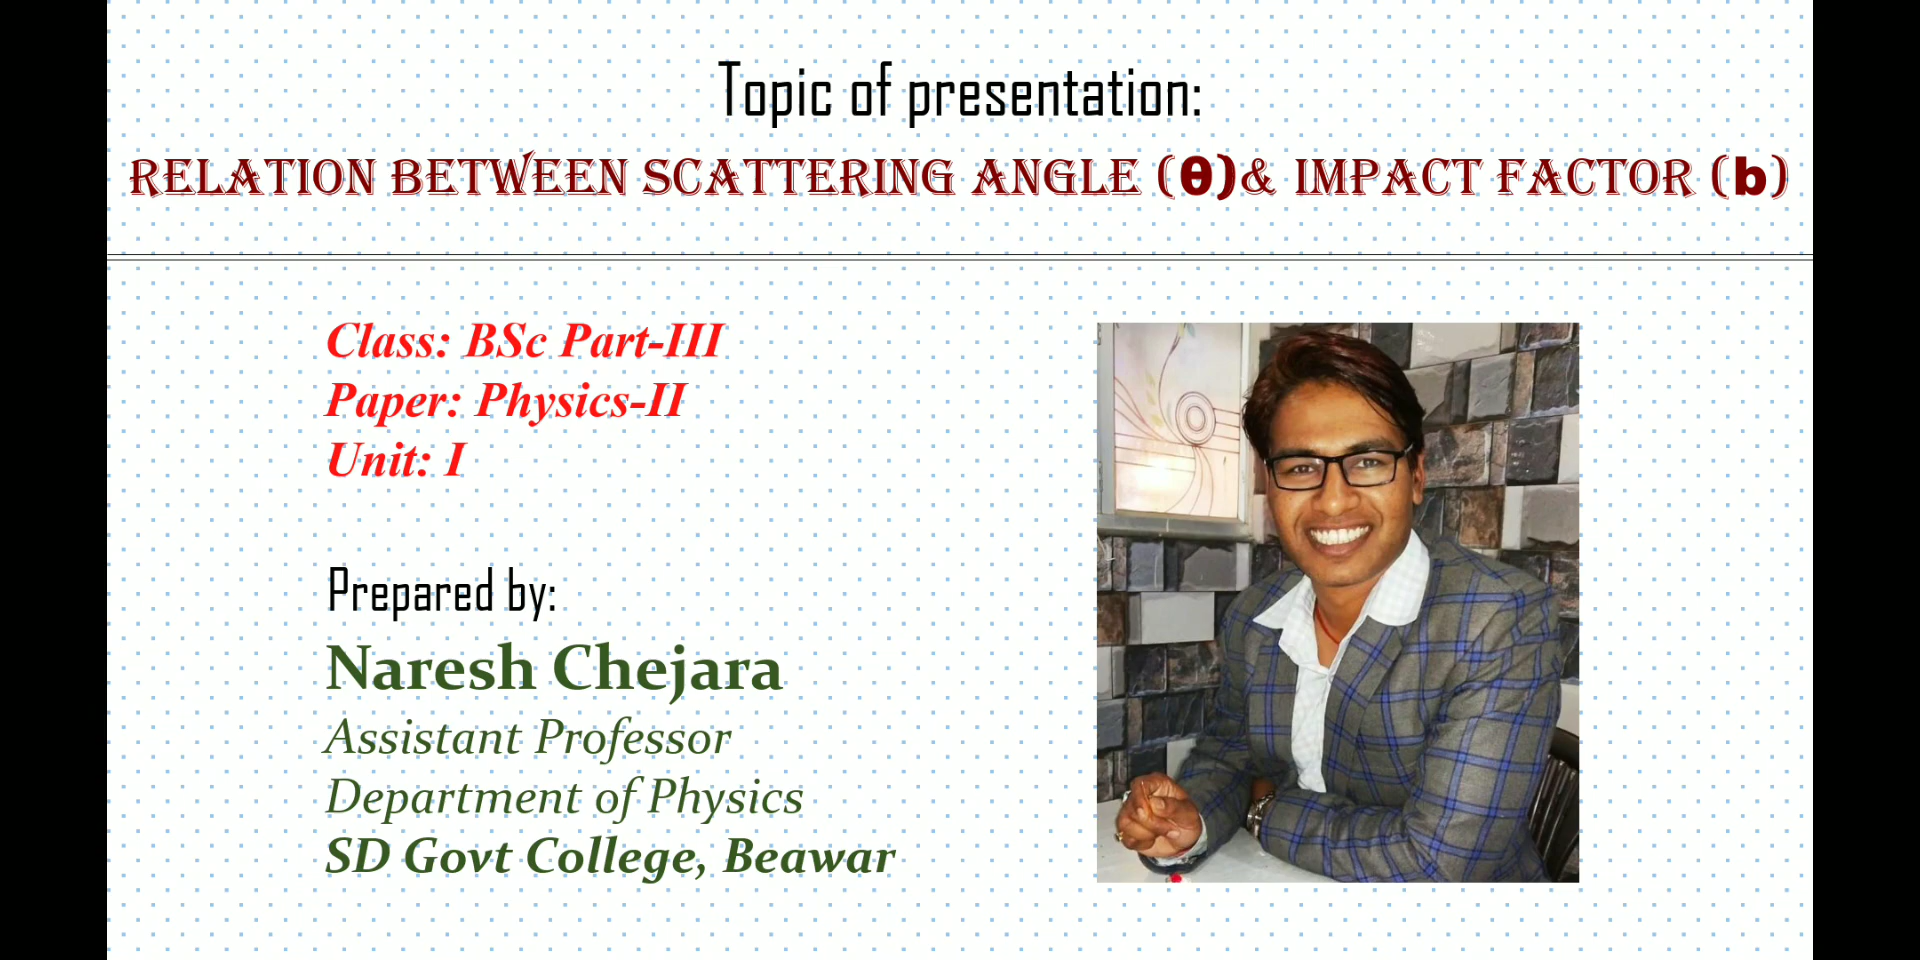 Topic of presentation:
RELATION BETWEEN SCATTERING ANGLE (θ)& IMPACT FACTOR (b)
Class: BSc Part-III
Paper: Physics-II
Unit: I
Prepared by:
Naresh Chejara
Assistant Professor
Department of Physics
SD Govt College, Beawar